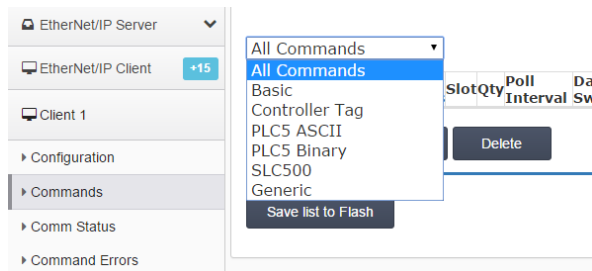 EtherNet/IP Server
EtherNet/IP Client +15
Client 1
Configuration
Commands
Comm Status
Command Errors
All Commands
All Commands
Basic
Controller Tag
PLC5 ASCII
PLC5 Binary
SLC500
Generic
Slot Qty Poll Interval
Delete
Save list to Flash